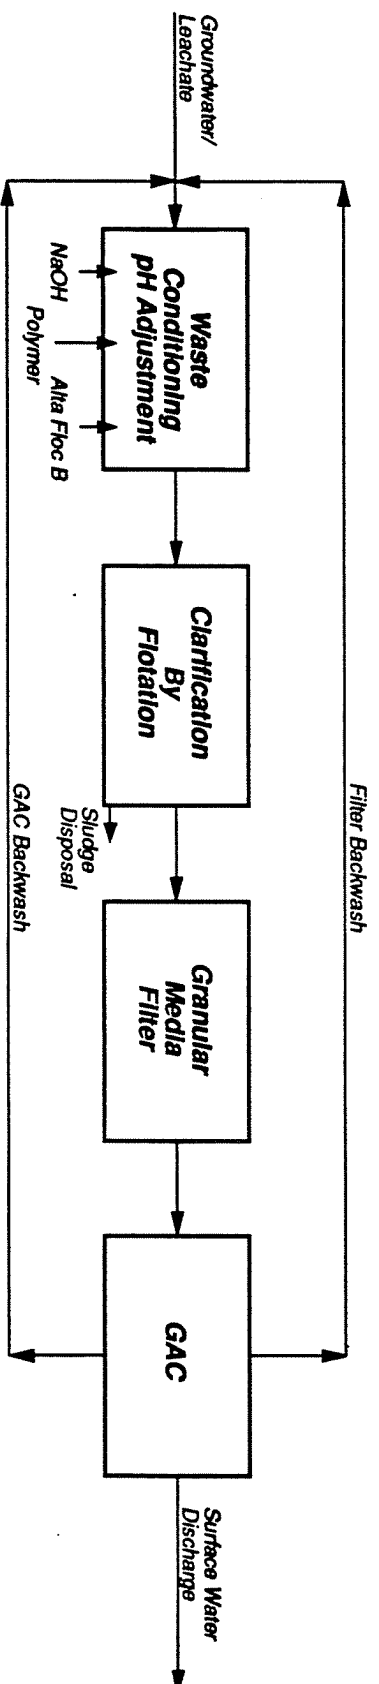 Groundwater/
Leachate
Filter Backwash
Waste
Conditioning
pH Adjustment
NaOH
Polymer
Alta Floc B
Clarification
By
Flotation
Sludge
Disposal
Granular
Media
Filter
GAC
Surface Water
Discharge
GAC Backwash